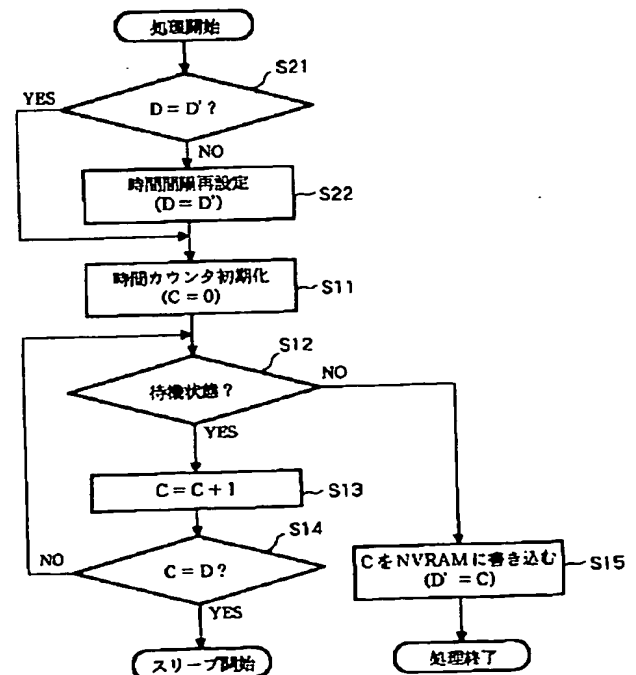 処理開始
S21
YES
D = D' ?
NO
時間間隔再設定
(D = D')
S22
時間カウンタ初期化
(C = 0)
S11
S12
待機状態？
NO
YES
C = C + 1
S13
S14
NO
C = D?
YES
CをNVRAMに書き込む
(D' = C)
S15
スリープ開始
処理終了